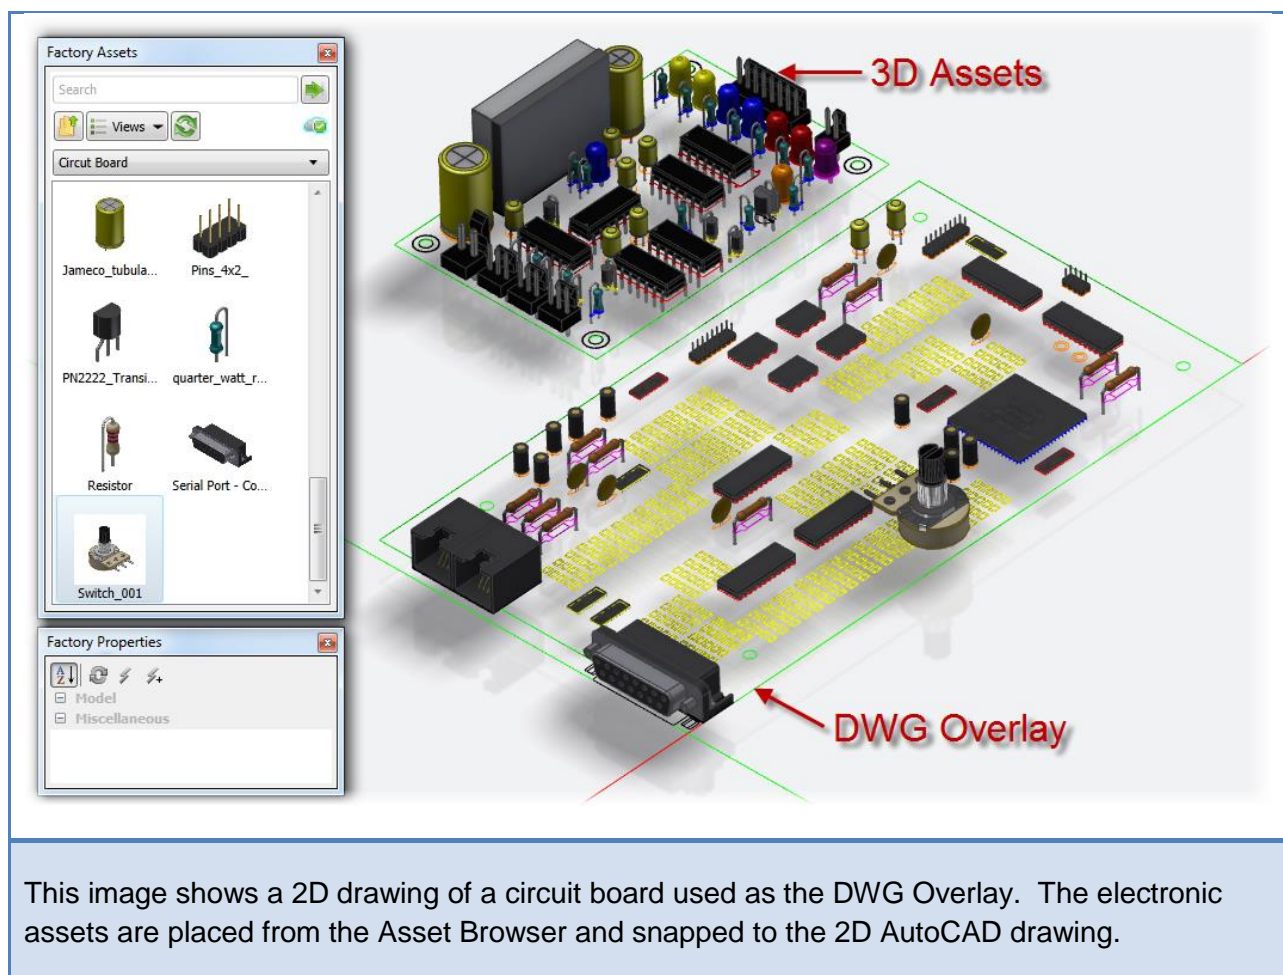 Factory Assets
Search
Views
Circut Board
Jameco_tubula...
Pins_4x2_
PN2222_Transi...
quarter_watt_r...
Resistor
Serial Port - Co...
Switch_001
Factory Properties
Model
Miscellaneous
3D Assets
DWG Overlay
This image shows a 2D drawing of a circuit board used as the DWG Overlay.  The electronic
assets are placed from the Asset Browser and snapped to the 2D AutoCAD drawing.